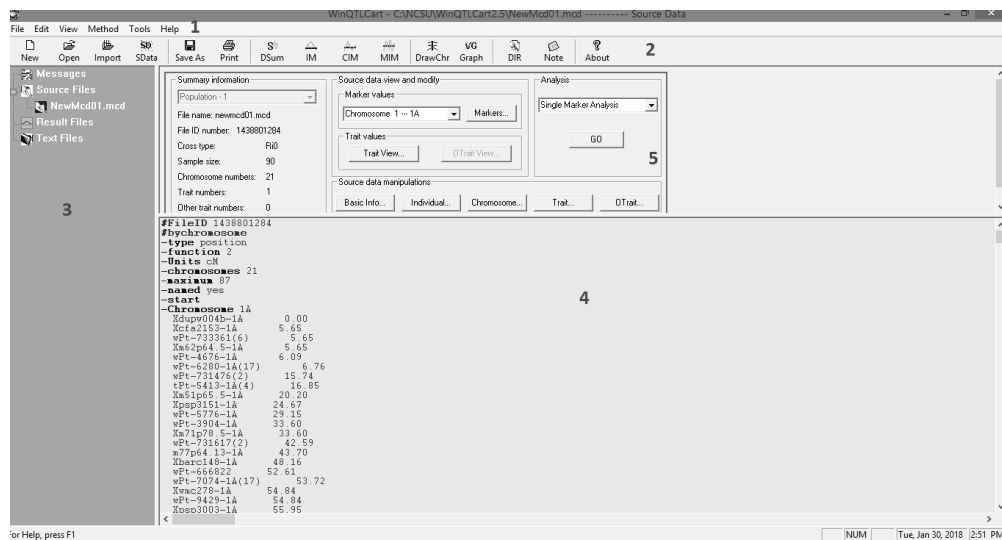 WinQTLCart - C:\NCSU\WinQTLCart2.5\NewMcd01.mcd ---------- Source Data
File Edit View Method Tools Help 1
New Open Import SData Save As Print DSum IM CIM MIM DrawChr Graph DIR Note About 2
Messages
Source Files
NewMcd01.mcd
Result Files
Text Files
3
Summary information
Population - 1
File name: newmcd01.mcd
File ID number: 1438801284
Cross type: Ri0
Sample size: 90
Chromosome numbers: 21
Trait numbers: 1
Other trait numbers: 0
Source data view and modify
Marker values
Chromosome 1 --- 1A Markers...
Trait values
Trait View... OTrait View...
Source data manipulations
Basic Info... Individual... Chromosome... Trait... OTrait...
Analysis
Single Marker Analysis
GO
5
#FileID 1438801284
#bychromosome
-type position
-function 2
-Units cM
-chromosomes 21
-maximum 87
-named yes
-start
-Chromosome 1A
Xdupw004b-1A 0.00
Xcfa2153-1A 5.65
wPt-733361(6) 5.65
Xm62p64.5-1A 5.65
wPt-4676-1A 6.09
wPt-6280-1A(17) 6.76
wPt-731476(2) 15.74
tPt-5413-1A(4) 16.85
Xm51p65.5-1A 20.20
Xpsp3151-1A 24.67
wPt-5776-1A 29.15
wPt-3904-1A 33.60
Xm71p78.5-1A 33.60
wPt-731617(2) 42.59
m77p64.13-1A 43.70
Xbarc148-1A 48.16
wPt-666822 52.61
wPt-7074-1A(17) 53.72
Xwmc278-1A 54.84
wPt-9429-1A 54.84
Xpsp3003-1A 55.95
4
For Help, press F1 NUM Tue, Jan 30, 2018 2:51 PM